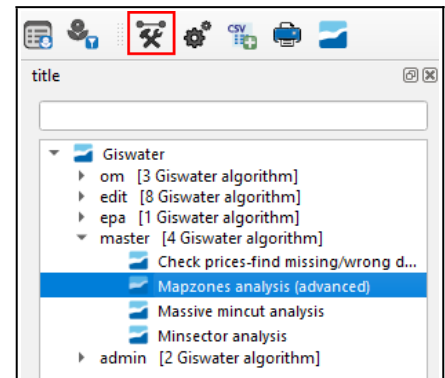 CSV
title
Giswater
om [3 Giswater algorithm]
edit [8 Giswater algorithm]
epa [1 Giswater algorithm]
master [4 Giswater algorithm]
Check prices-find missing/wrong d...
Mapzones analysis (advanced)
Massive mincut analysis
Minsector analysis
admin [2 Giswater algorithm]